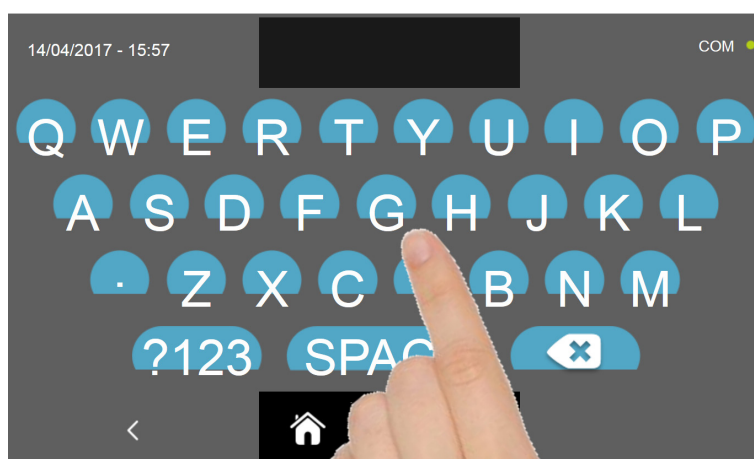 14/04/2017 - 15:57 COM
Q W E R T Y U I O P
A S D F G H J K L
. Z X C B N M
?123